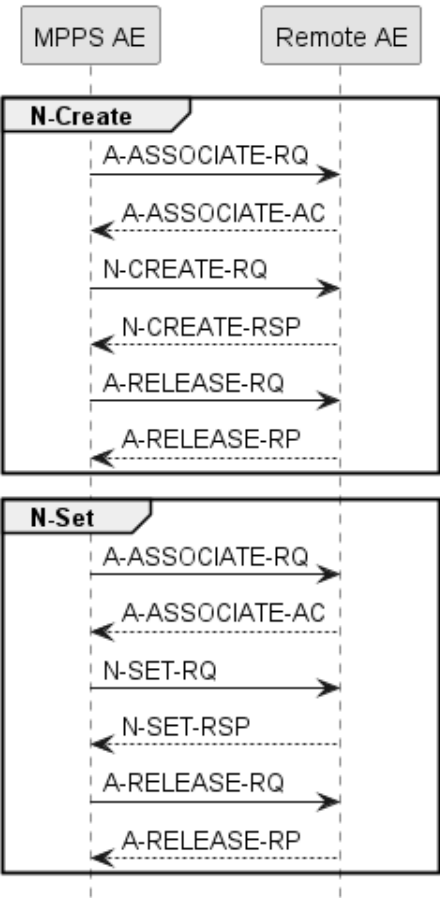 MPPS AE
Remote AE
N-Create
A-ASSOCIATE-RQ
A-ASSOCIATE-AC
N-CREATE-RQ
N-CREATE-RSP
A-RELEASE-RQ
A-RELEASE-RP
N-Set
A-ASSOCIATE-RQ
A-ASSOCIATE-AC
N-SET-RQ
N-SET-RSP
A-RELEASE-RQ
A-RELEASE-RP